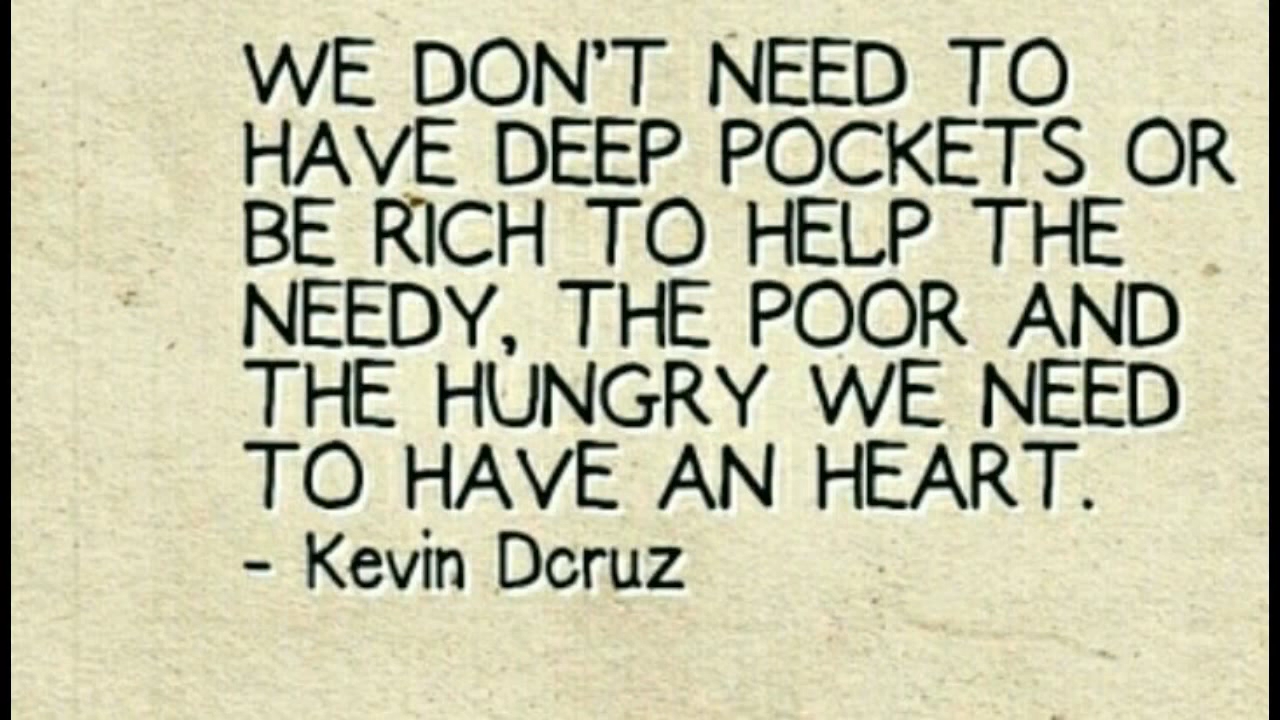 WE DON'T NEED TO
HAVE DEEP POCKETS OR
BE RICH TO HELP THE
NEEDY, THE POOR AND
THE HUNGRY WE NEED
TO HAVE AN HEART.
- Kevin Dcruz